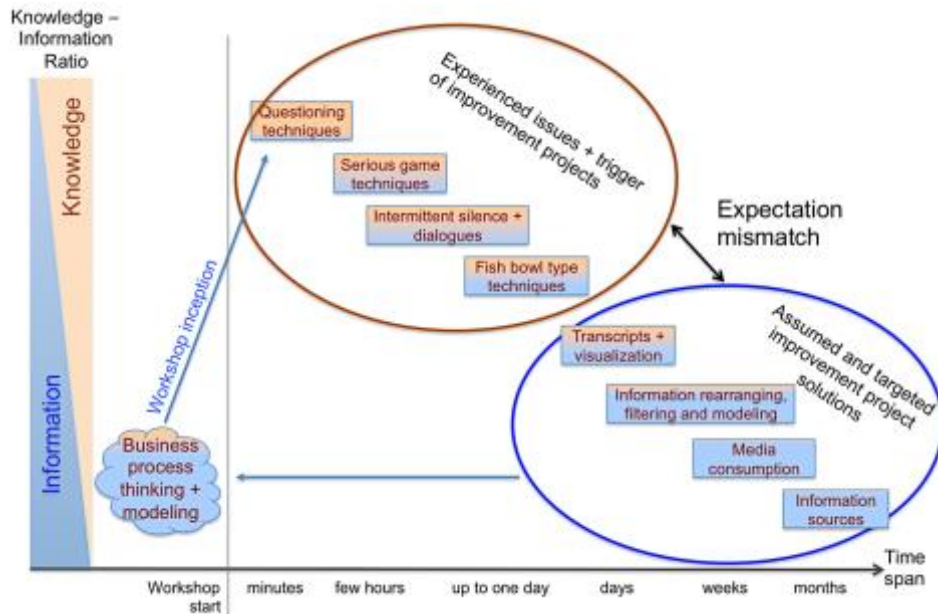 Knowledge –
Information
Ratio
Knowledge
Information
Workshop inception
Business
process
thinking +
modeling
Questioning
techniques
Serious game
techniques
Intermittent silence +
dialogues
Fish bowl type
techniques
Experienced issues + trigger
of improvement projects
Expectation
mismatch
Transcripts +
visualization
Information rearranging,
filtering and modeling
Media
consumption
Information
sources
Assumed and targeted
improvement project
solutions
Time
span
Workshop
start
minutes
few hours
up to one day
days
weeks
months